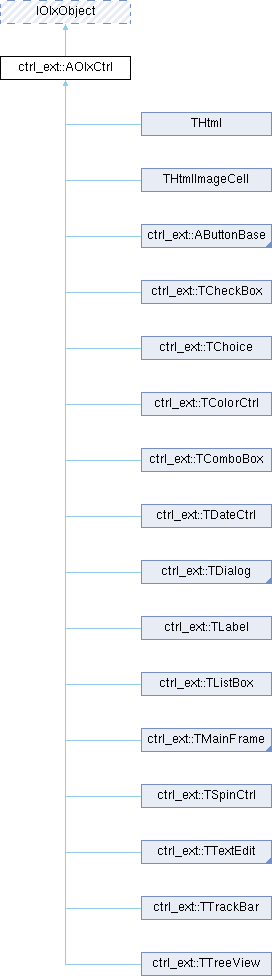 IOlxObject
ctrl_ext::AOlxCtrl
THtml
THtmlImageCell
ctrl_ext::AButtonBase
ctrl_ext::TCheckBox
ctrl_ext::TChoice
ctrl_ext::TColorCtrl
ctrl_ext::TComboBox
ctrl_ext::TDateCtrl
ctrl_ext::TDialog
ctrl_ext::TLabel
ctrl_ext::TListBox
ctrl_ext::TMainFrame
ctrl_ext::TSpinCtrl
ctrl_ext::TTextEdit
ctrl_ext::TTrackBar
ctrl_ext::TTreeView